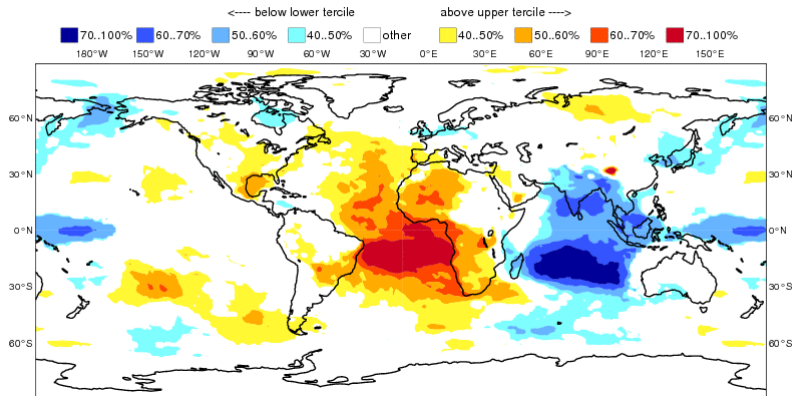 <---- below lower tercile above upper tercile ---->
70..100% 60..70% 50..60% 40..50% other 40..50% 50..60% 60..70% 70..100%
180°W 150°W 120°W 90°W 60°W 30°W 0°E 30°E 60°E 90°E 120°E 150°E
60°N 60°N
30°N 30°N
0°N 0°N
30°S 30°S
60°S 60°S